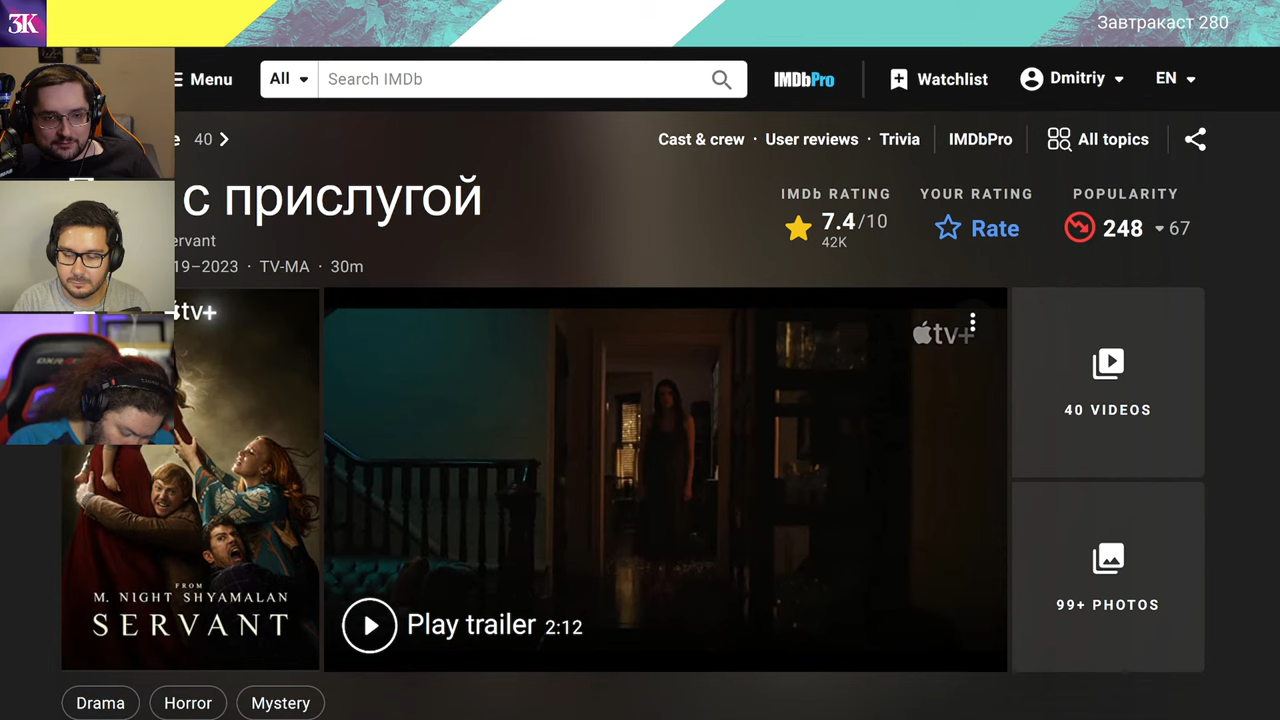 ЗК
Завтракаст 280
Menu
All
Search IMDb
IMDbPro
Watchlist
Dmitriy
EN
40
Cast & crew · User reviews · Trivia
IMDbPro
All topics
с прислугой
IMDb RATING
YOUR RATING
POPULARITY
7.4/10
42K
Rate
248
67
ervant
19–2023 · TV-MA · 30m
tv+
tv+
40 VIDEOS
99+ PHOTOS
FROM
M. NIGHT SHYAMALAN
SERVANT
Play trailer 2:12
Drama
Horror
Mystery